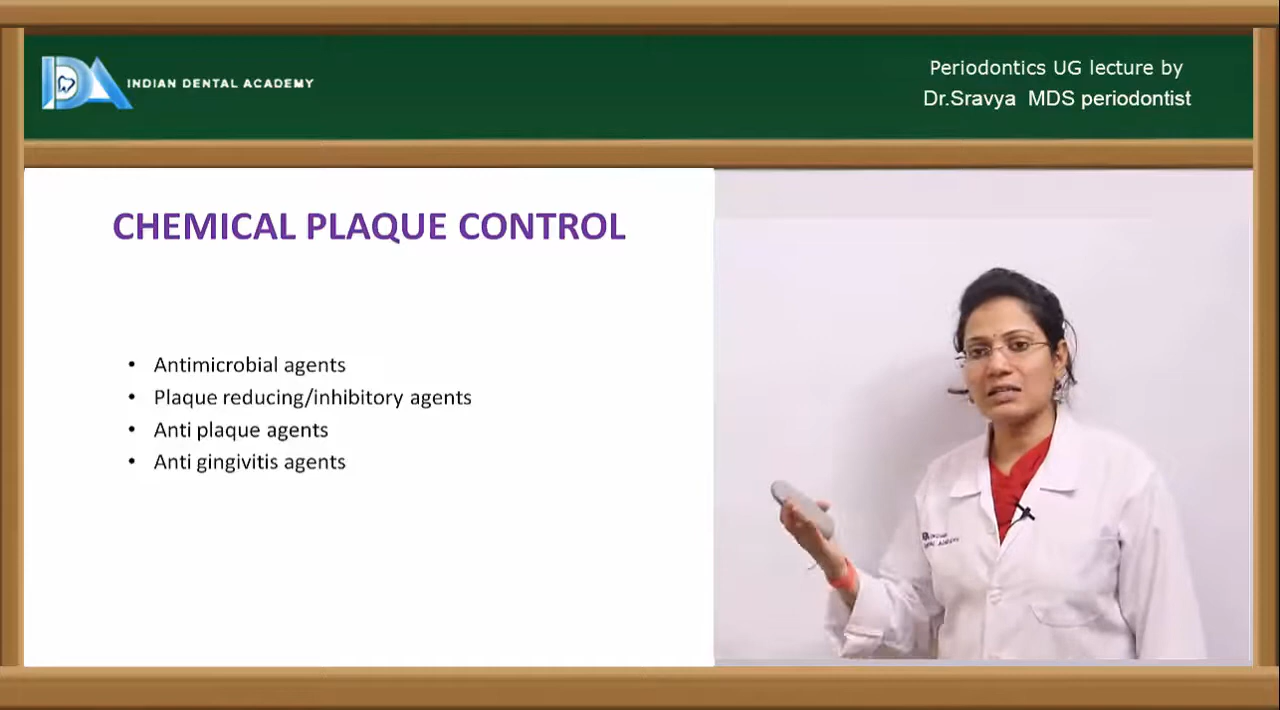 INDIAN DENTAL ACADEMY
Periodontics UG lecture by
Dr.Sravya MDS periodontist
CHEMICAL PLAQUE CONTROL
• Antimicrobial agents
• Plaque reducing/inhibitory agents
• Anti plaque agents
• Anti gingivitis agents